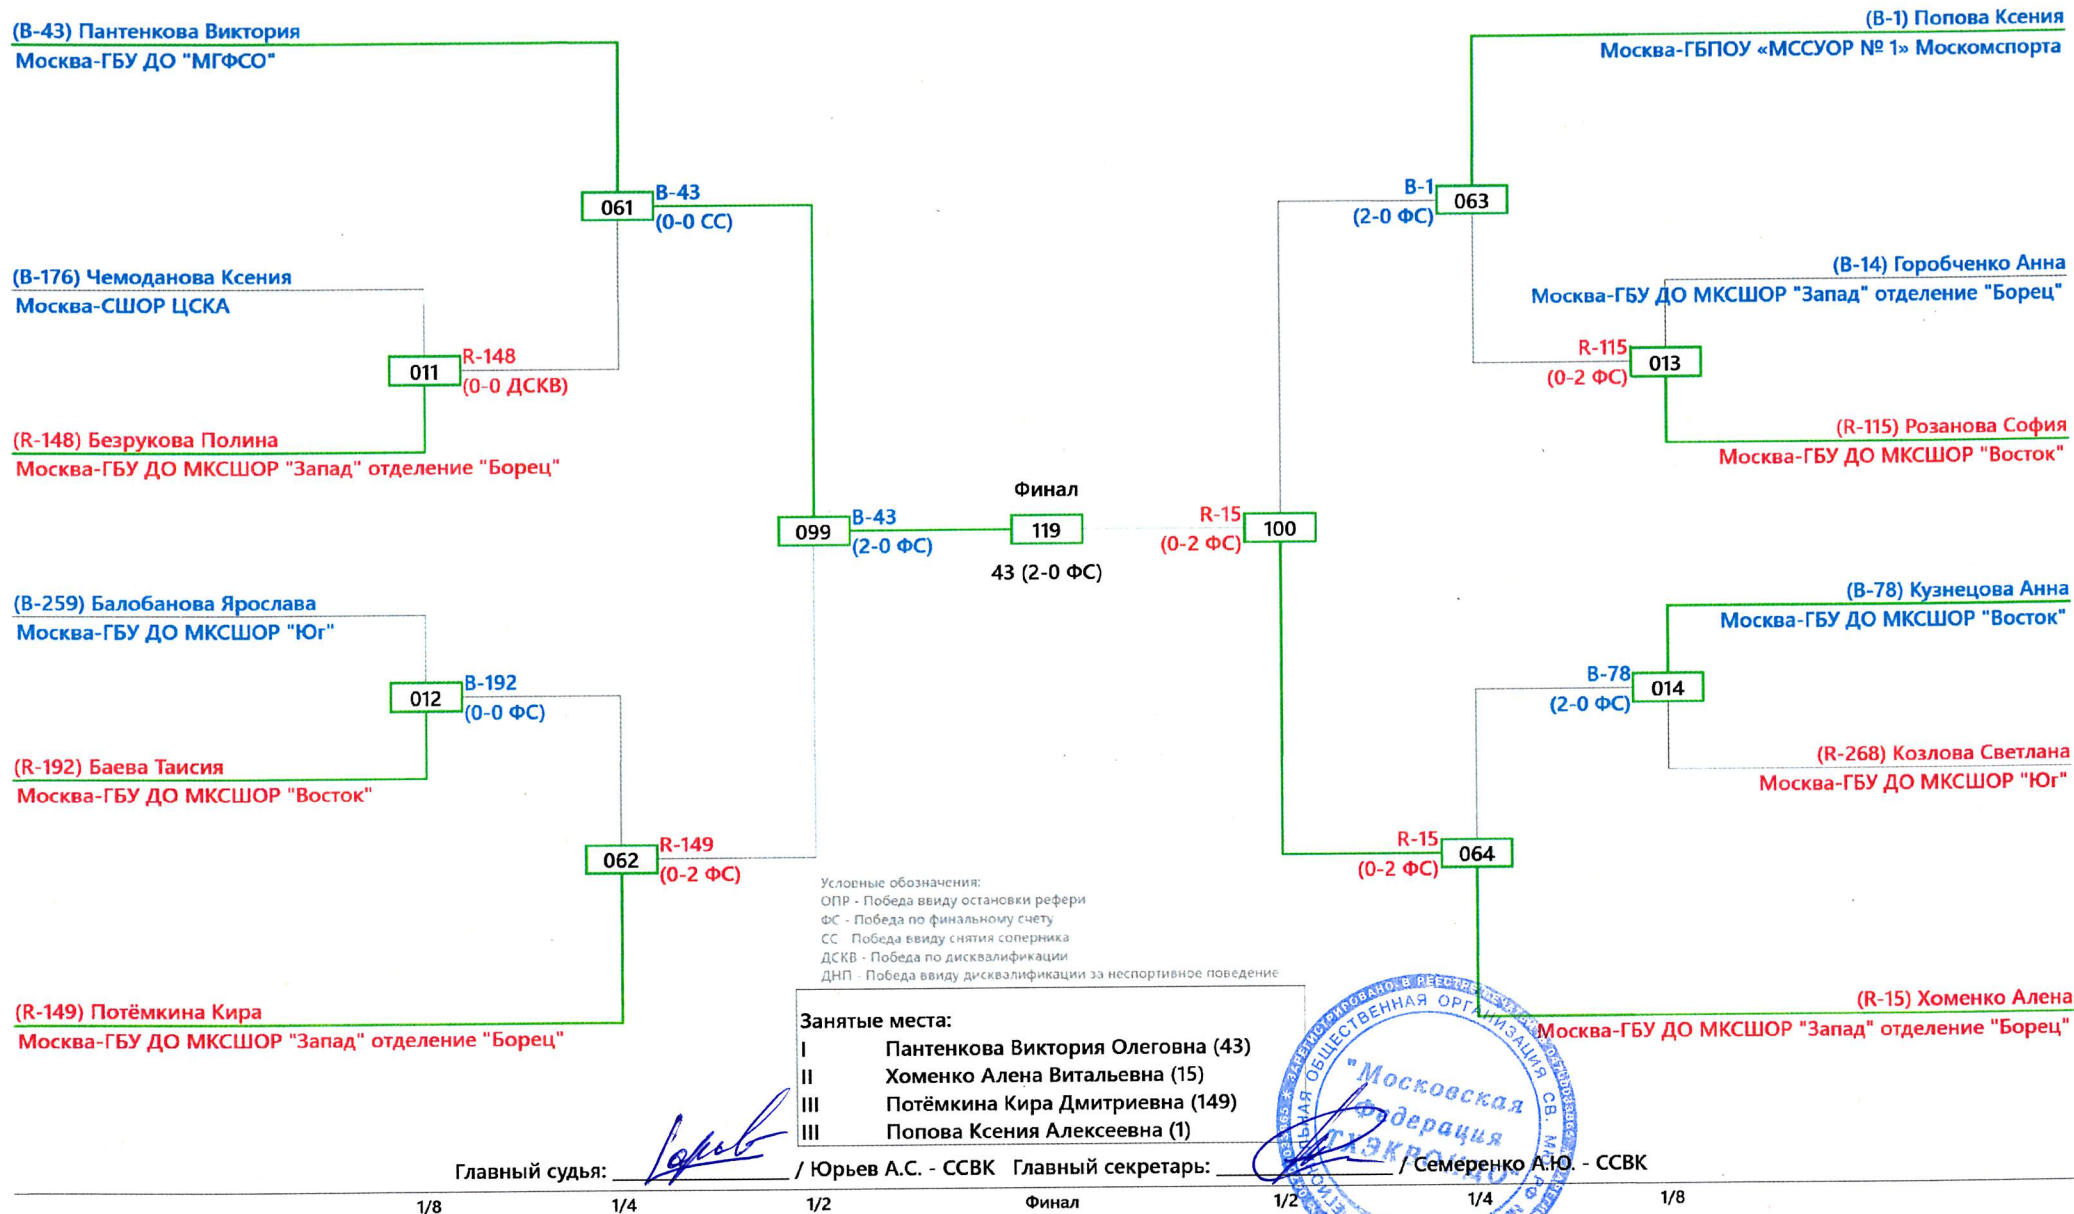 (B-43) Пантенкова Виктория
Москва-ГБУ ДО "МГФСО"
(B-1) Попова Ксения
Москва-ГБПОУ «МССУОР № 1» Москомспорта
061
B-43
(0-0 СС)
B-1
(2-0 ФС)
063
(B-176) Чемоданова Ксения
Москва-СШОР ЦСКА
(B-14) Горобченко Анна
Москва-ГБУ ДО МКСШОР "Запад" отделение "Борец"
011
R-148
(0-0 ДСКВ)
R-115
(0-2 ФС)
013
(R-148) Безрукова Полина
Москва-ГБУ ДО МКСШОР "Запад" отделение "Борец"
(R-115) Розанова София
Москва-ГБУ ДО МКСШОР "Восток"
099
B-43
(2-0 ФС)
Финал
119
43 (2-0 ФС)
R-15
(0-2 ФС)
100
(B-259) Балобанова Ярослава
Москва-ГБУ ДО МКСШОР "Юг"
(B-78) Кузнецова Анна
Москва-ГБУ ДО МКСШОР "Восток"
012
B-192
(0-0 ФС)
B-78
(2-0 ФС)
014
(R-192) Баева Таисия
Москва-ГБУ ДО МКСШОР "Восток"
(R-268) Козлова Светлана
Москва-ГБУ ДО МКСШОР "Юг"
062
R-149
(0-2 ФС)
R-15
(0-2 ФС)
064
(R-149) Потёмкина Кира
Москва-ГБУ ДО МКСШОР "Запад" отделение "Борец"
(R-15) Хоменко Алена
Москва-ГБУ ДО МКСШОР "Запад" отделение "Борец"
Условные обозначения:
ОПР - Победа ввиду остановки рефери
ФС - Победа по финальному счету
СС Победа ввиду снятия соперника
ДСКВ - Победа по дисквалификации
ДНП - Победа ввиду дисквалификации за неспортивное поведение
Занятые места:
I Пантенкова Виктория Олеговна (43)
II Хоменко Алена Витальевна (15)
III Потёмкина Кира Дмитриевна (149)
III Попова Ксения Алексеевна (1)
"Московская
Федерация
ТХЭКВОНДО"
ОБЩЕСТВЕННАЯ ОРГАНИЗАЦИЯ
Главный судья: / Юрьев А.С. - ССВК Главный секретарь: / Семеренко А.Ю. - ССВК
1/8 1/4 1/2 Финал 1/2 1/4 1/8